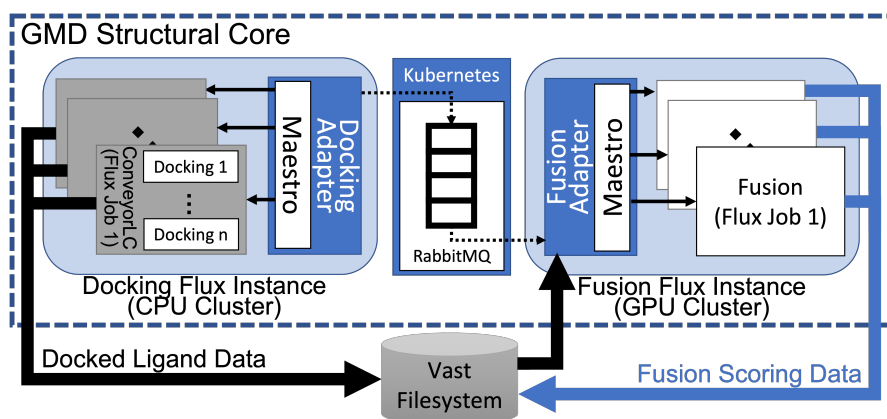 GMD Structural Core
ConveyorLC
(Flux Job 1)
Docking 1
⋮
Docking n
Maestro
Docking
Adapter
Docking Flux Instance
(CPU Cluster)
Kubernetes
RabbitMQ
Fusion
Adapter
Maestro
Fusion
(Flux Job 1)
Fusion Flux Instance
(GPU Cluster)
Docked Ligand Data
Vast
Filesystem
Fusion Scoring Data